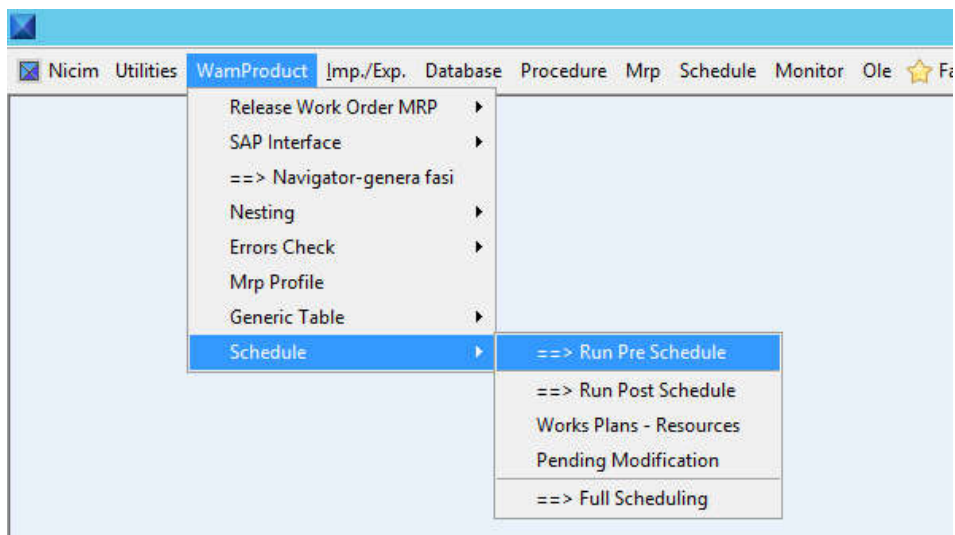 Nicim Utilities WamProduct Imp./Exp. Database Procedure Mrp Schedule Monitor Ole
Release Work Order MRP
SAP Interface
==> Navigator-genera fasi
Nesting
Errors Check
Mrp Profile
Generic Table
Schedule
==> Run Pre Schedule
==> Run Post Schedule
Works Plans - Resources
Pending Modification
==> Full Scheduling